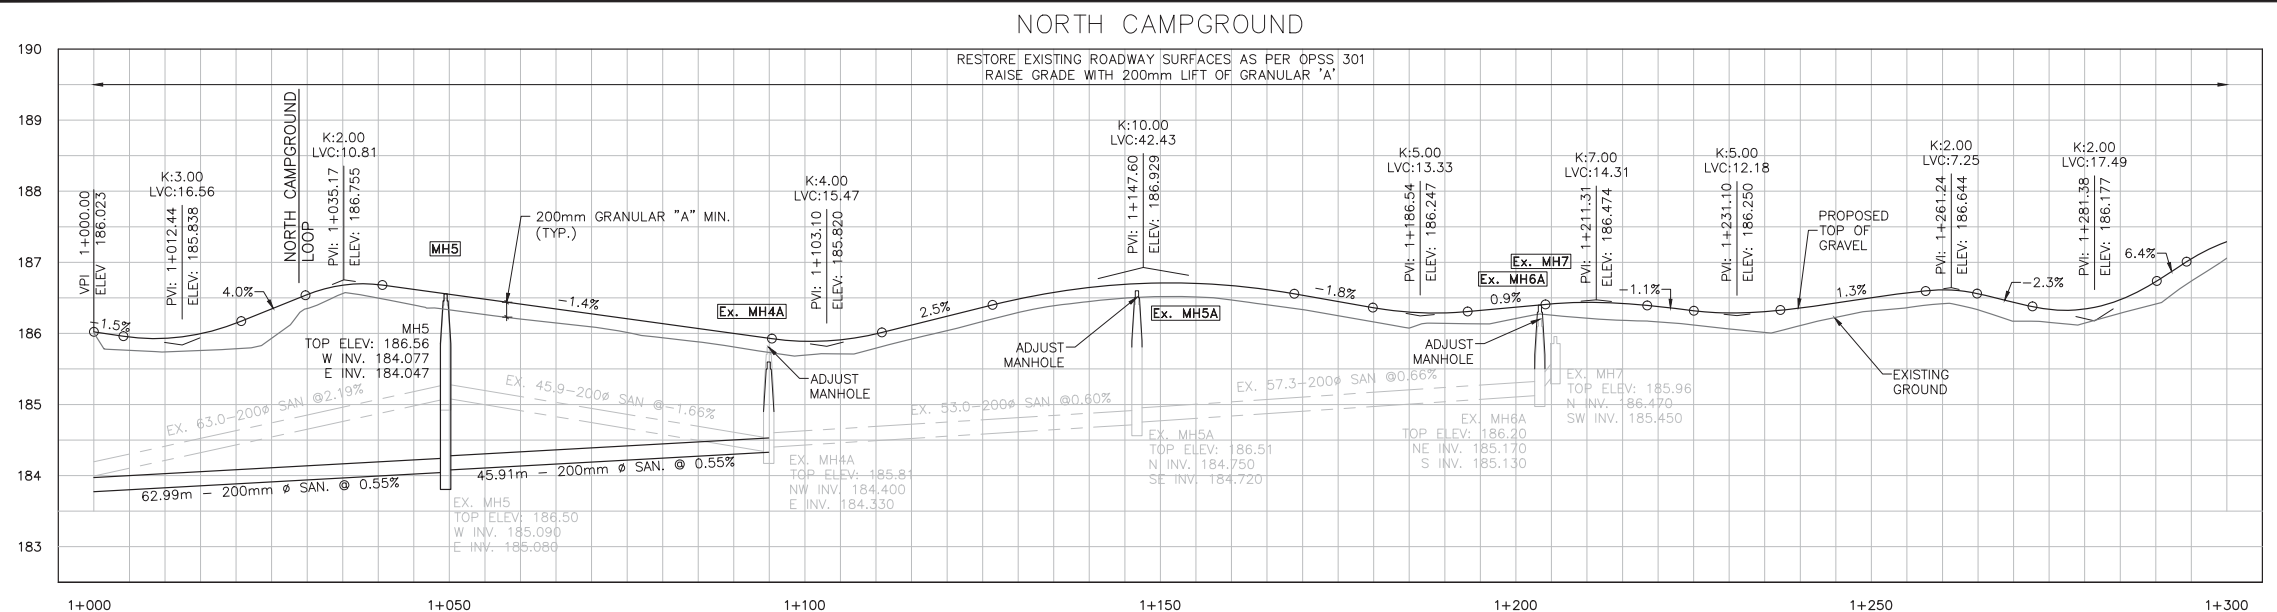 NORTH CAMPGROUND
RESTORE EXISTING ROADWAY SURFACES AS PER OPSS 301
RAISE GRADE WITH 200mm LIFT OF GRANULAR 'A'
190
189
188
187
186
185
184
183
VPI 1+000.00
ELEV 186.023
-1.5%
K:3.00
LVC:16.56
PVI: 1+012.44
ELEV: 185.838
4.0%
NORTH CAMPGROUND
LOOP
K:2.00
LVC:10.81
PVI: 1+035.17
ELEV: 186.755
MH5
MH5
TOP ELEV: 186.56
W INV. 184.077
E INV. 184.047
200mm GRANULAR "A" MIN.
(TYP.)
-1.4%
Ex. MH4A
K:4.00
LVC:15.47
PVI: 1+103.10
ELEV: 185.820
ADJUST
MANHOLE
2.5%
K:10.00
LVC:42.43
PVI: 1+147.60
ELEV: 186.929
Ex. MH5A
ADJUST
MANHOLE
-1.8%
K:5.00
LVC:13.33
PVI: 1+186.54
ELEV: 186.247
0.9%
Ex. MH7
Ex. MH6A
ADJUST
MANHOLE
K:7.00
LVC:14.31
PVI: 1+211.31
ELEV: 186.474
-1.1%
K:5.00
LVC:12.18
PVI: 1+231.10
ELEV: 186.250
PROPOSED
TOP OF
GRAVEL
1.3%
EXISTING
GROUND
K:2.00
LVC:7.25
PVI: 1+261.24
ELEV: 186.644
-2.3%
K:2.00
LVC:17.49
PVI: 1+281.38
ELEV: 186.177
6.4%
EX. 63.0-200ø SAN @2.19%
EX. 45.9-200ø SAN @-1.66%
EX. 53.0-200ø SAN @0.60%
EX. 57.3-200ø SAN @0.66%
62.99m - 200mm ø SAN. @ 0.55%
45.91m - 200mm ø SAN. @ 0.55%
EX. MH5
TOP ELEV: 186.50
W INV. 185.090
E INV. 185.080
EX. MH4A
TOP ELEV: 185.81
NW INV. 184.400
E INV. 184.330
EX. MH5A
TOP ELEV: 186.51
N INV. 184.750
SE INV. 184.720
EX. MH6A
TOP ELEV: 186.20
NE INV. 185.170
S INV. 185.130
EX. MH7
TOP ELEV: 185.96
N INV. 186.470
SW INV. 185.450
1+000
1+050
1+100
1+150
1+200
1+250
1+300